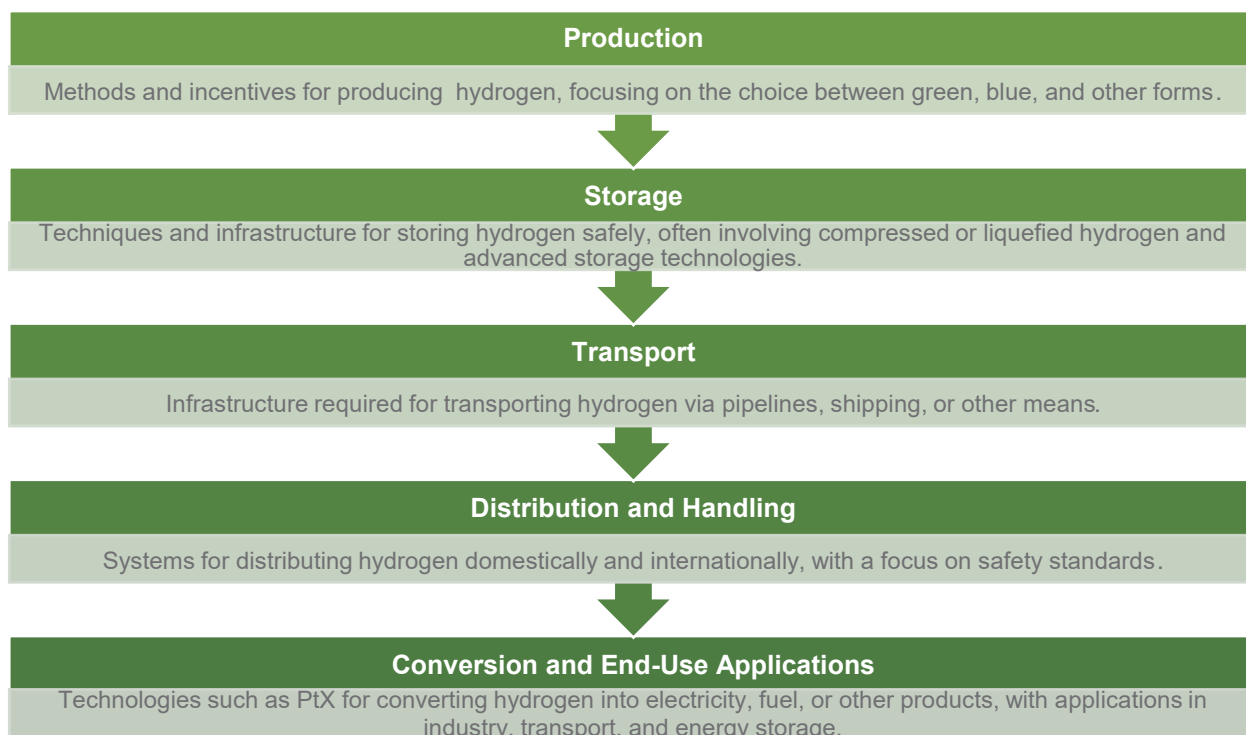 Production
Methods and incentives for producing  hydrogen, focusing on the choice between green, blue, and other forms.
Storage
Techniques and infrastructure for storing hydrogen safely, often involving compressed or liquefied hydrogen and
advanced storage technologies.
Transport
Infrastructure required for transporting hydrogen via pipelines, shipping, or other means.
Distribution and Handling
Systems for distributing hydrogen domestically and internationally, with a focus on safety standards.
Conversion and End-Use Applications
Technologies such as PtX for converting hydrogen into electricity, fuel, or other products, with applications in
industry, transport, and energy storage.